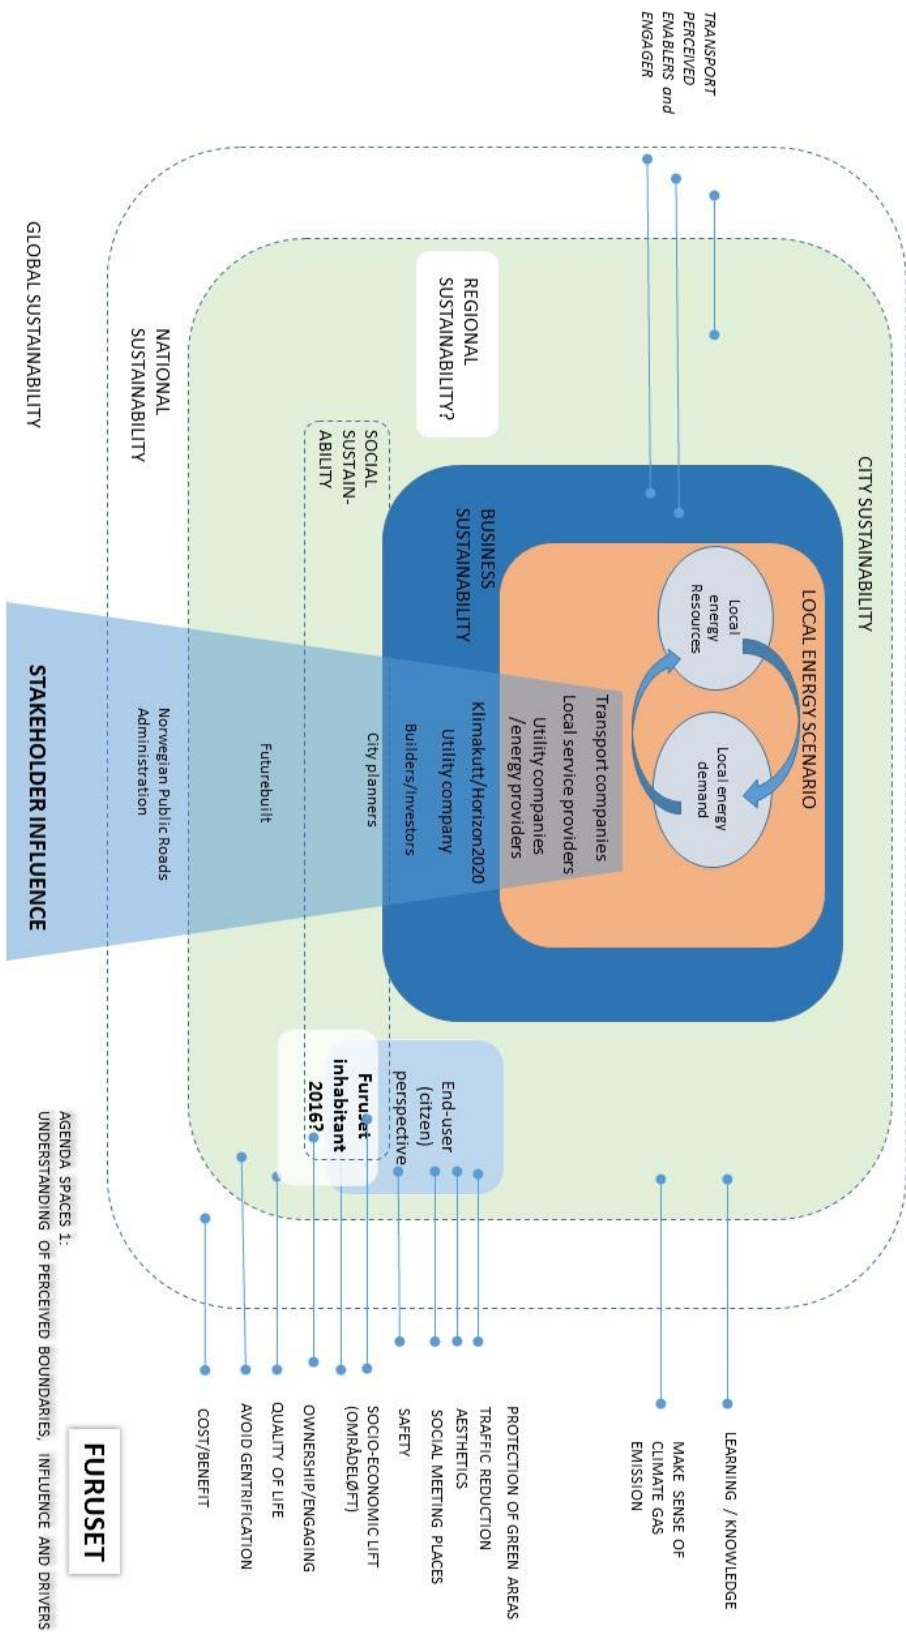 TRANSPORT
PERCEIVED
ENABLERS and
ENGAGER
CITY SUSTAINABILITY
LOCAL ENERGY SCENARIO
Local
energy
Resources
Local energy
demand
Transport companies
Local service providers
Utility companies
/energy providers
BUSINESS
SUSTAINABILITY
Klimakutt/Horizon2020
Utility company
Builders/Investors
REGIONAL
SUSTAINABILITY?
SOCIAL
SUSTAIN-
ABILITY
City planners
Futurebuilt
NATIONAL
SUSTAINABILITY
Norwegian Public Roads
Administration
GLOBAL SUSTAINABILITY
STAKEHOLDER INFLUENCE
End-user
(citzen)
perspective
Furuset
inhabitant
2016?
LEARNING / KNOWLEDGE
MAKE SENSE OF
CLIMATE GAS
EMISSION
PROTECTION OF GREEN AREAS
TRAFFIC REDUCTION
AESTHETICS
SOCIAL MEETING PLACES
SAFETY
SOCIO-ECONOMIC LIFT
(OMRÅDELØFT)
OWNERSHIP/ENGAGING
QUALITY OF LIFE
AVOID GENTRIFICATION
COST/BENEFIT
FURUSET
AGENDA SPACES 1:
UNDERSTANDING OF PERCEIVED BOUNDARIES, INFLUENCE AND DRIVERS